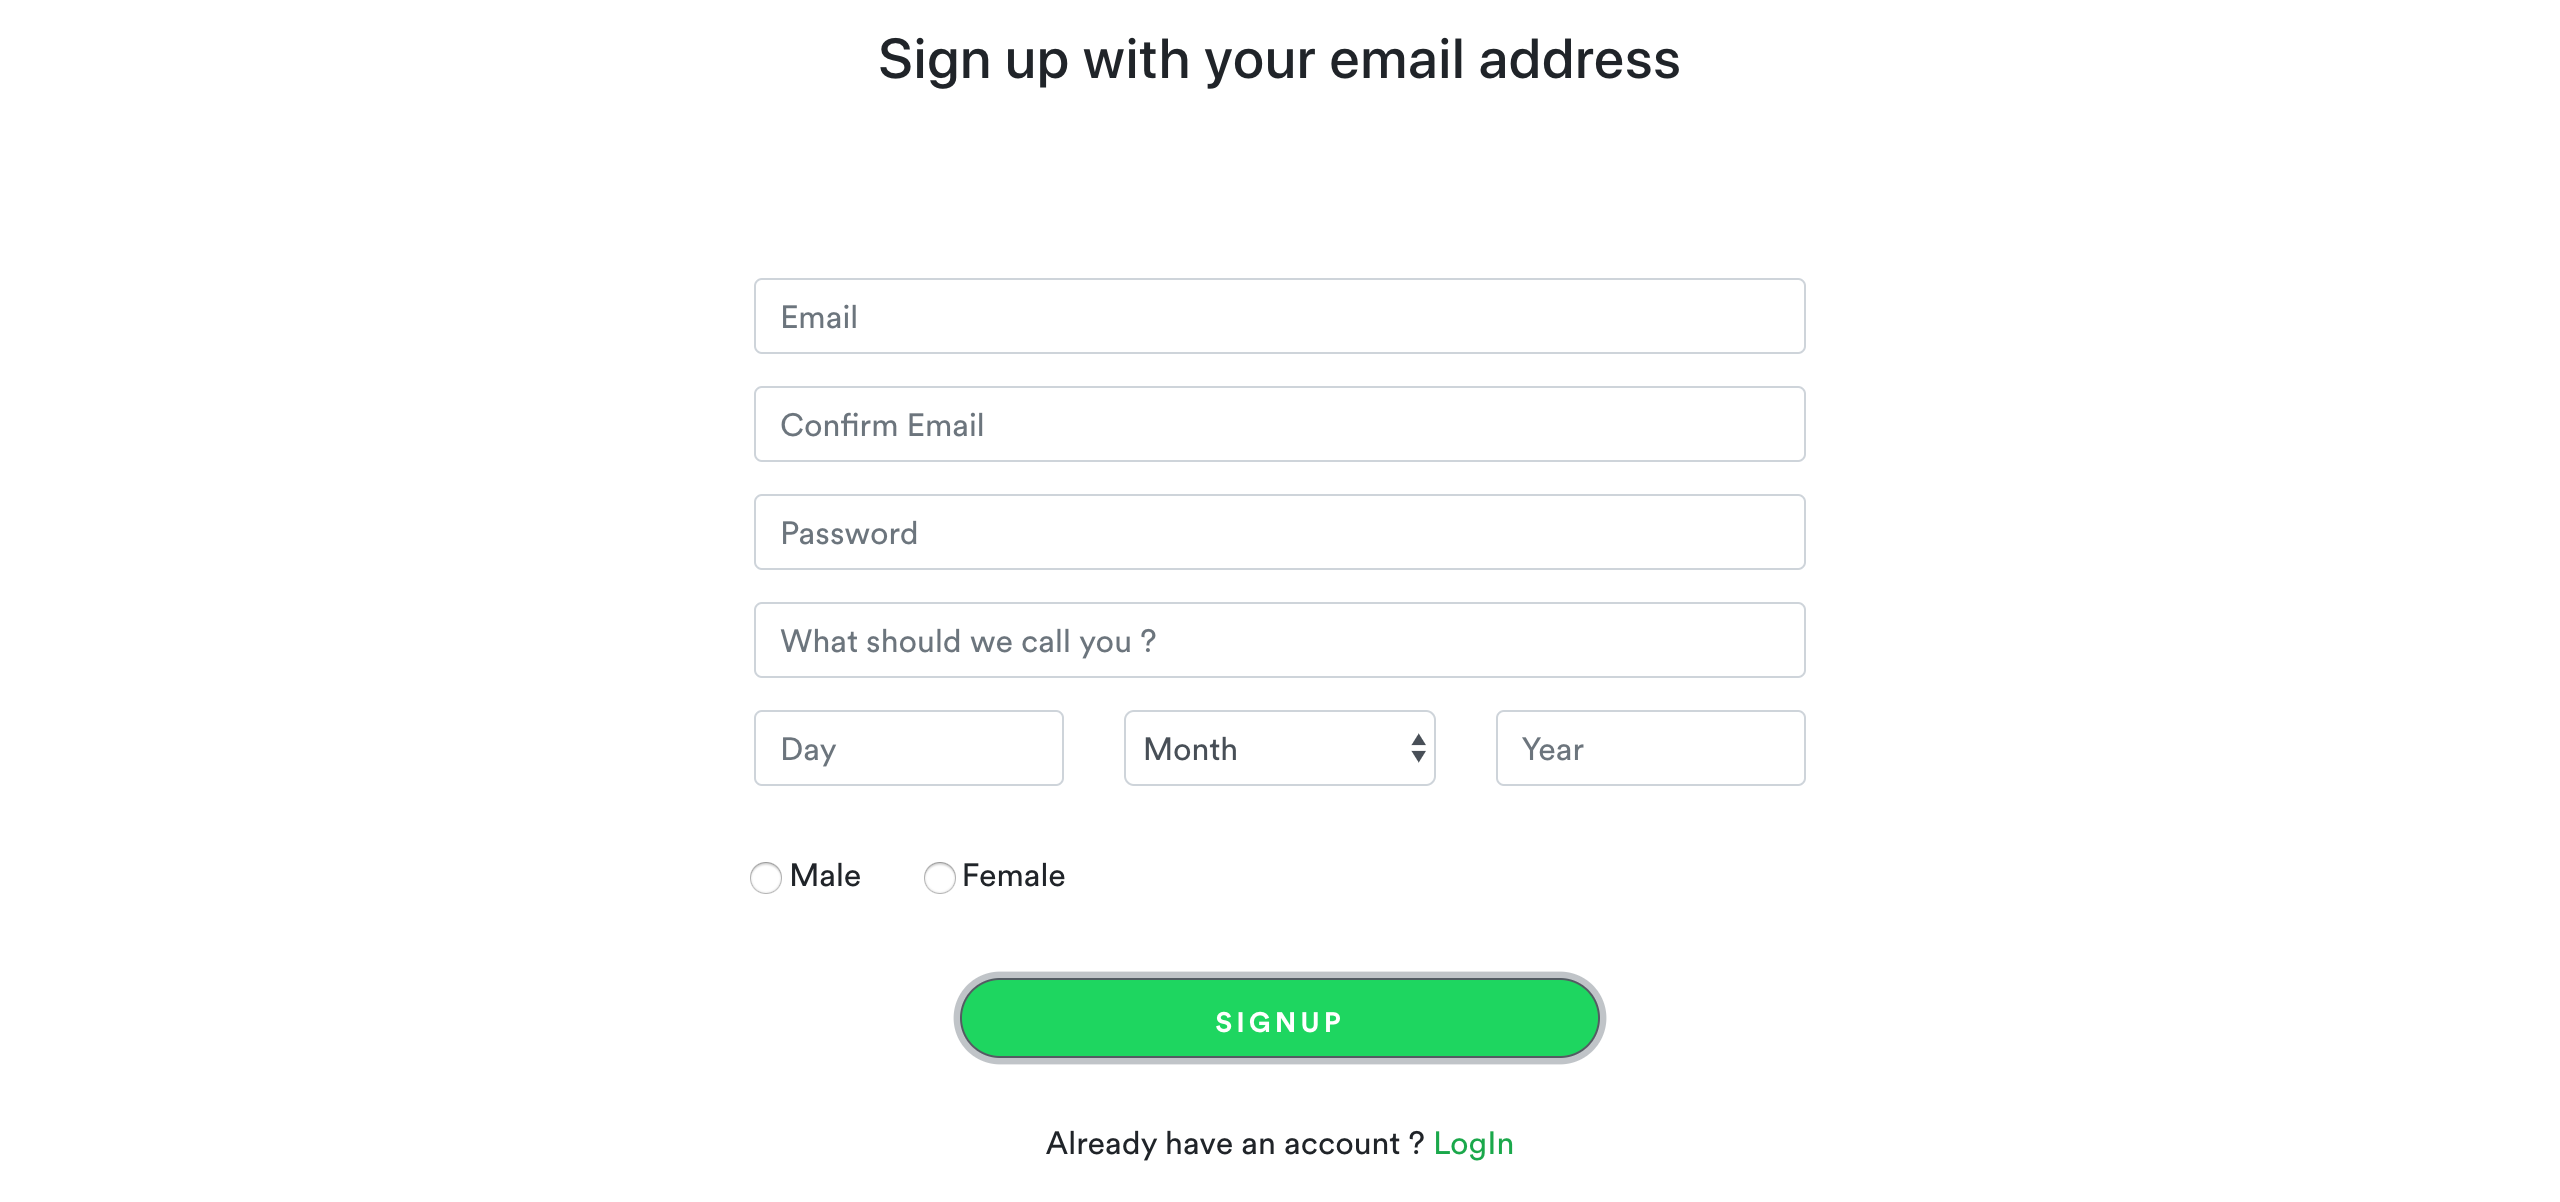 Sign up with your email address
Email
Confirm Email
Password
What should we call you ?
Day Month Year
Male Female
SIGNUP
Already have an account ? LogIn